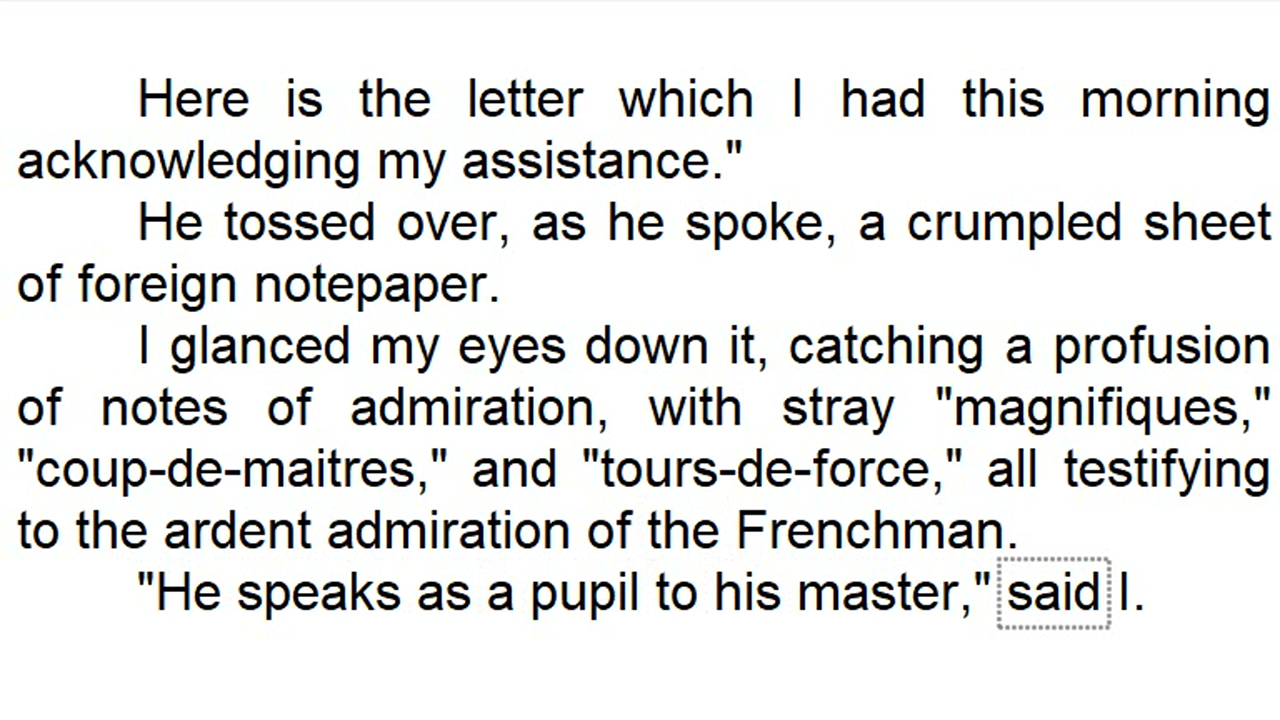 Here is the letter which I had this morning
acknowledging my assistance."
He tossed over, as he spoke, a crumpled sheet
of foreign notepaper.
I glanced my eyes down it, catching a profusion
of notes of admiration, with stray "magnifiques,"
"coup-de-maitres," and "tours-de-force," all testifying
to the ardent admiration of the Frenchman.
"He speaks as a pupil to his master," said I.